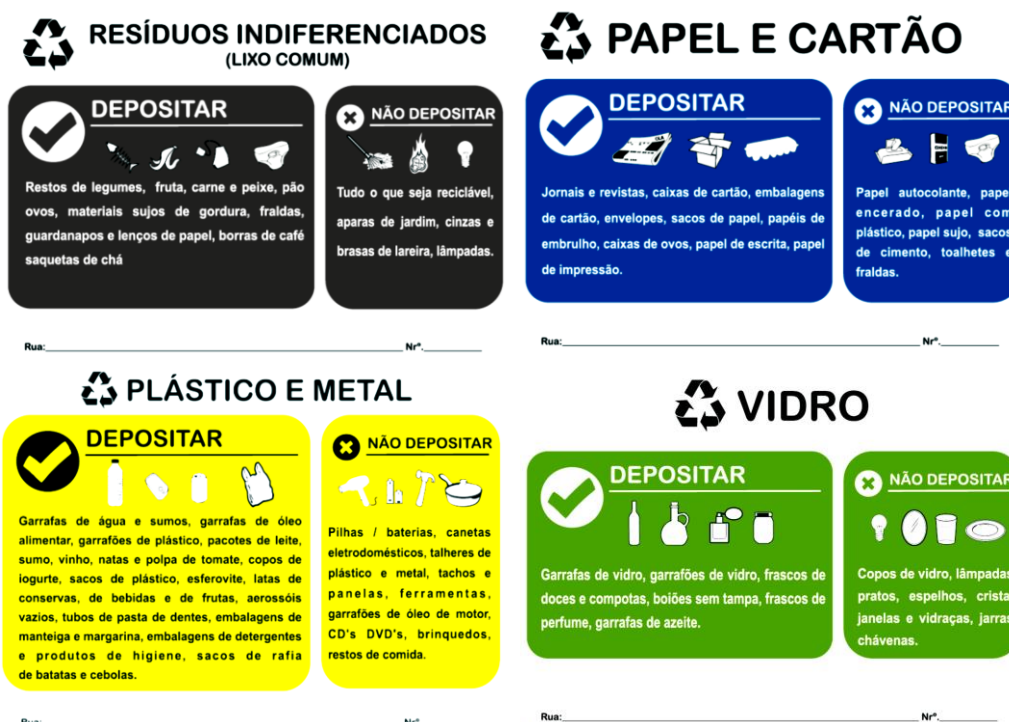 RESÍDUOS INDIFERENCIADOS
(LIXO COMUM)
DEPOSITAR
Restos de legumes, fruta, carne e peixe, pão
ovos, materiais sujos de gordura, fraldas,
guardanapos e lenços de papel, borras de café
saquetas de chá
NÃO DEPOSITAR
Tudo o que seja reciclável,
aparas de jardim, cinzas e
brasas de lareira, lâmpadas.
Rua: Nrº.
PAPEL E CARTÃO
DEPOSITAR
Jornais e revistas, caixas de cartão, embalagens
de cartão, envelopes, sacos de papel, papéis de
embrulho, caixas de ovos, papel de escrita, papel
de impressão.
NÃO DEPOSITAR
Papel autocolante, pape
encerado, papel com
plástico, papel sujo, sacos
de cimento, toalhetes e
fraldas.
Rua: Nrº.
PLÁSTICO E METAL
DEPOSITAR
Garrafas de água e sumos, garrafas de óleo
alimentar, garrafões de plástico, pacotes de leite,
sumo, vinho, natas e polpa de tomate, copos de
iogurte, sacos de plástico, esferovite, latas de
conservas, de bebidas e de frutas, aerossóis
vazios, tubos de pasta de dentes, embalagens de
manteiga e margarina, embalagens de detergentes
e produtos de higiene, sacos de rafia
de batatas e cebolas.
NÃO DEPOSITAR
Pilhas / baterias, canetas
eletrodomésticos, talheres de
plástico e metal, tachos e
panelas, ferramentas,
garrafões de óleo de motor,
CD's DVD's, brinquedos,
restos de comida.
Rua: Nrº
VIDRO
DEPOSITAR
Garrafas de vidro, garrafões de vidro, frascos de
doces e compotas, boiões sem tampa, frascos de
perfume, garrafas de azeite.
NÃO DEPOSITAR
Copos de vidro, lâmpadas
pratos, espelhos, crista
janelas e vidraças, jarras
chávenas.
Rua: Nrº.